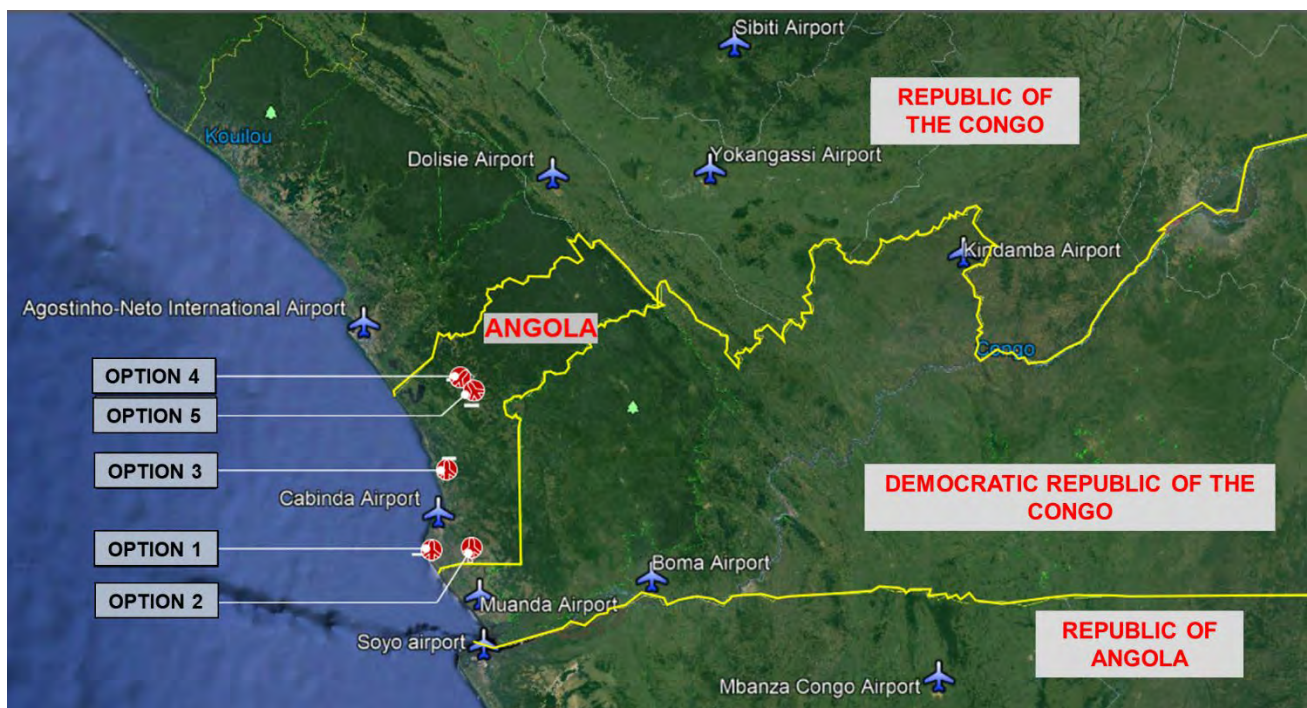 Sibiti Airport
REPUBLIC OF
THE CONGO
Kouilou
Dolisie Airport
Yokangassi Airport
Kindamba Airport
Agostinho-Neto International Airport
ANGOLA
Congo
OPTION 4
OPTION 5
OPTION 3
Cabinda Airport
DEMOCRATIC REPUBLIC OF THE
CONGO
OPTION 1
Boma Airport
OPTION 2
Muanda Airport
Soyo airport
REPUBLIC OF
ANGOLA
Mbanza Congo Airport